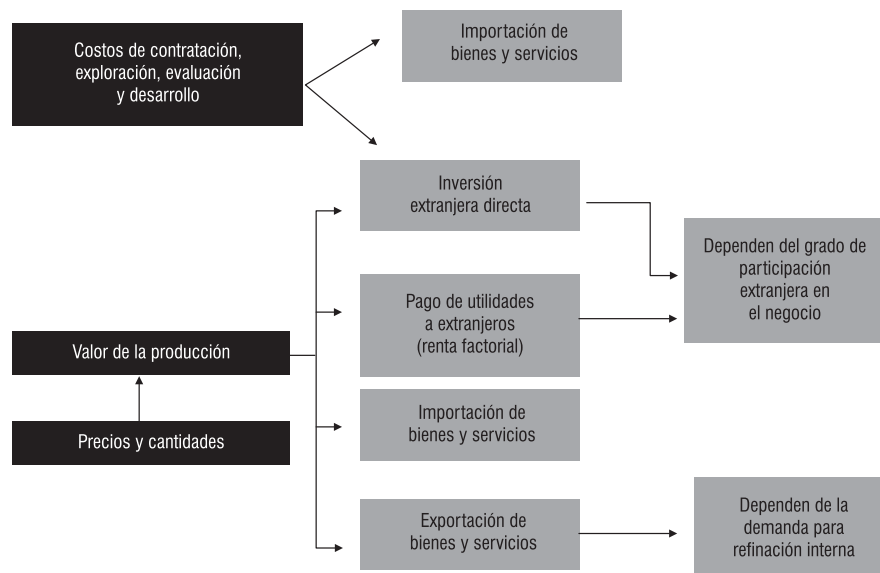 Costos de contratación,
exploración, evaluación
y desarrollo
Importación de
bienes y servicios
Inversión
extranjera directa
Dependen del grado de
participación
extranjera en
el negocio
Pago de utilidades
a extranjeros
(renta factorial)
Valor de la producción
Importación de
bienes y servicios
Precios y cantidades
Exportación de
bienes y servicios
Dependen de la
demanda para
refinación interna